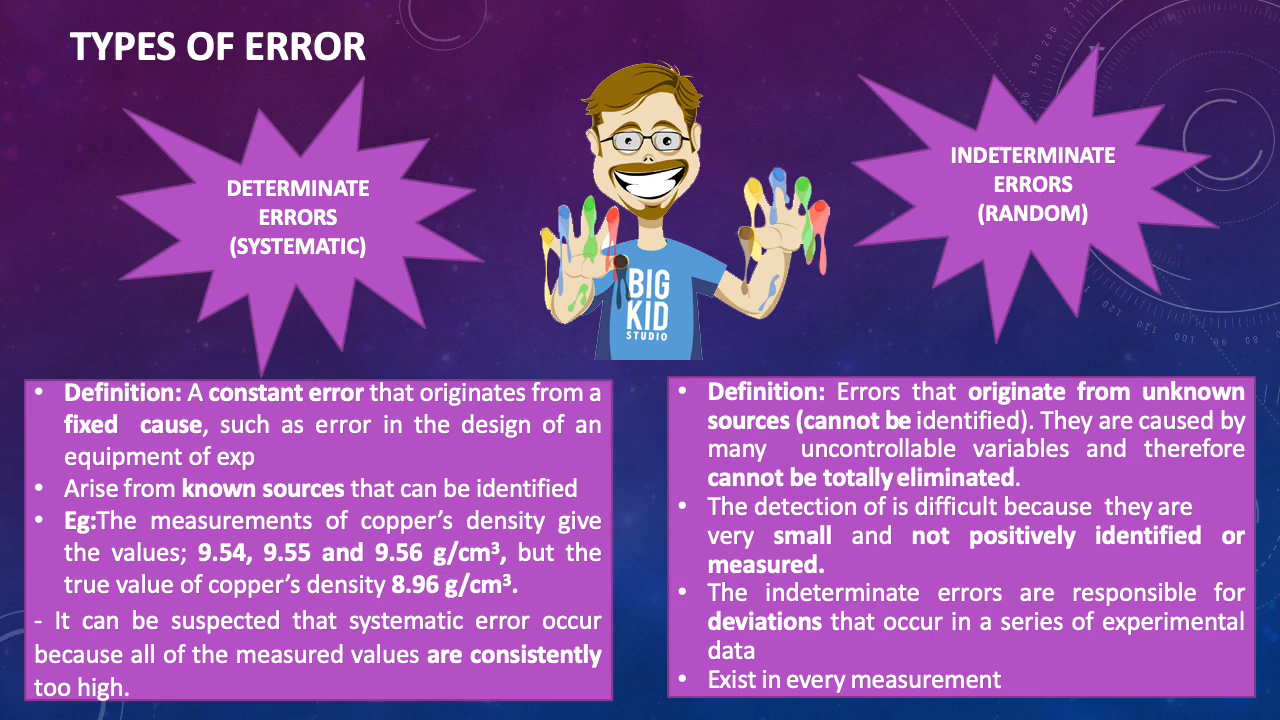 TYPES OF ERROR
DETERMINATE
ERRORS
(SYSTEMATIC)
BIG
KID
STUDIO
INDETERMINATE
ERRORS
(RANDOM)
• Definition: A constant error that originates from a
fixed cause, such as error in the design of an
equipment of exp
• Arise from known sources that can be identified
• Eg:The measurements of copper's density give
the values; 9.54, 9.55 and 9.56 g/cm³, but the
true value of copper's density 8.96 g/cm³.
- It can be suspected that systematic error occur
because all of the measured values are consistently
too high.
• Definition: Errors that originate from unknown
sources (cannot be identified). They are caused by
many uncontrollable variables and therefore
cannot be totally eliminated.
• The detection of is difficult because they are
very small and not positively identified or
measured.
• The indeterminate errors are responsible for
deviations that occur in a series of experimental
data
• Exist in every measurement